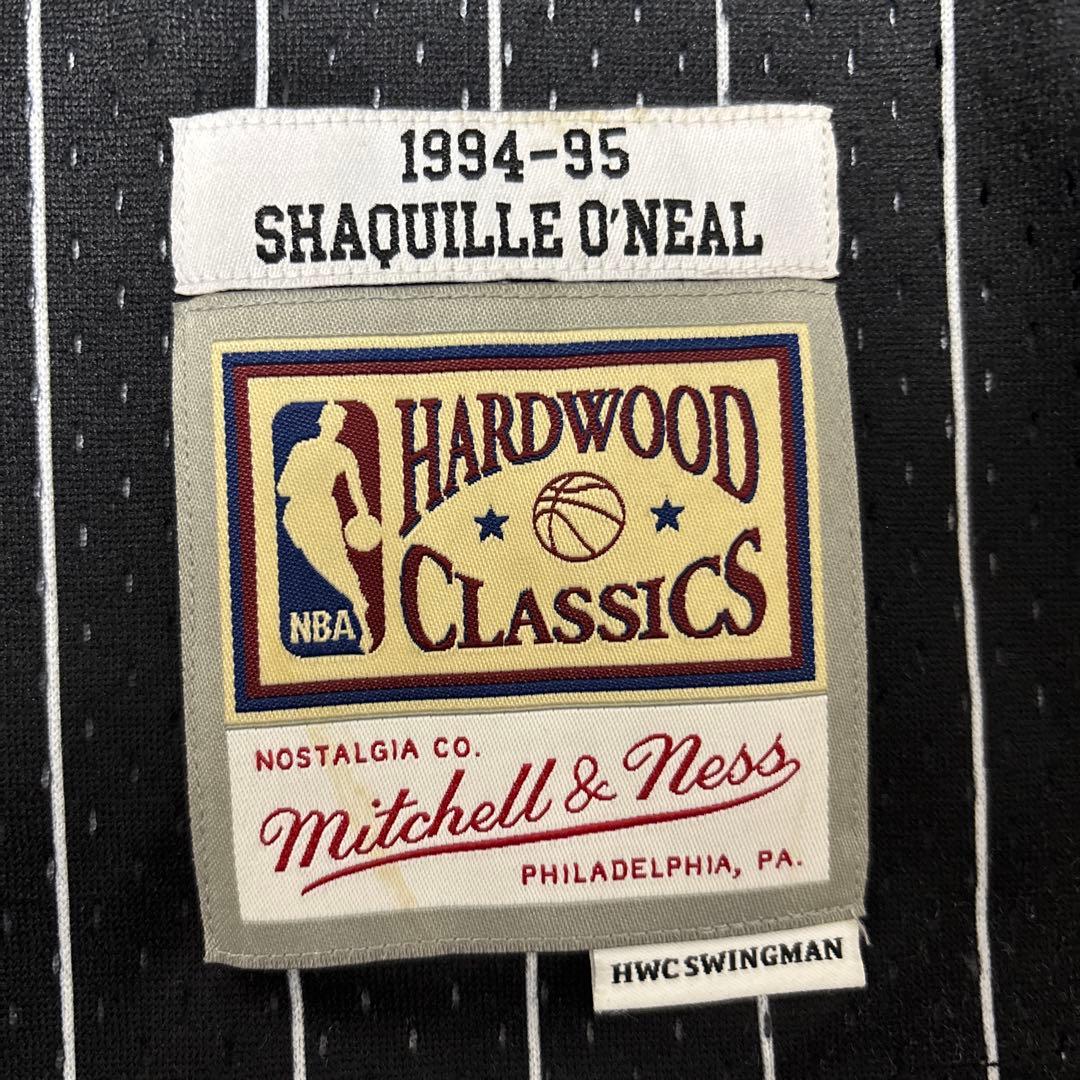 1994-95
SHAQUILLE O'NEAL
HARDWOOD
CLASSICS
NBA
NOSTALGIA CO.
Mitchell & Ness
PHILADELPHIA, PA.
HWC SWINGMAN